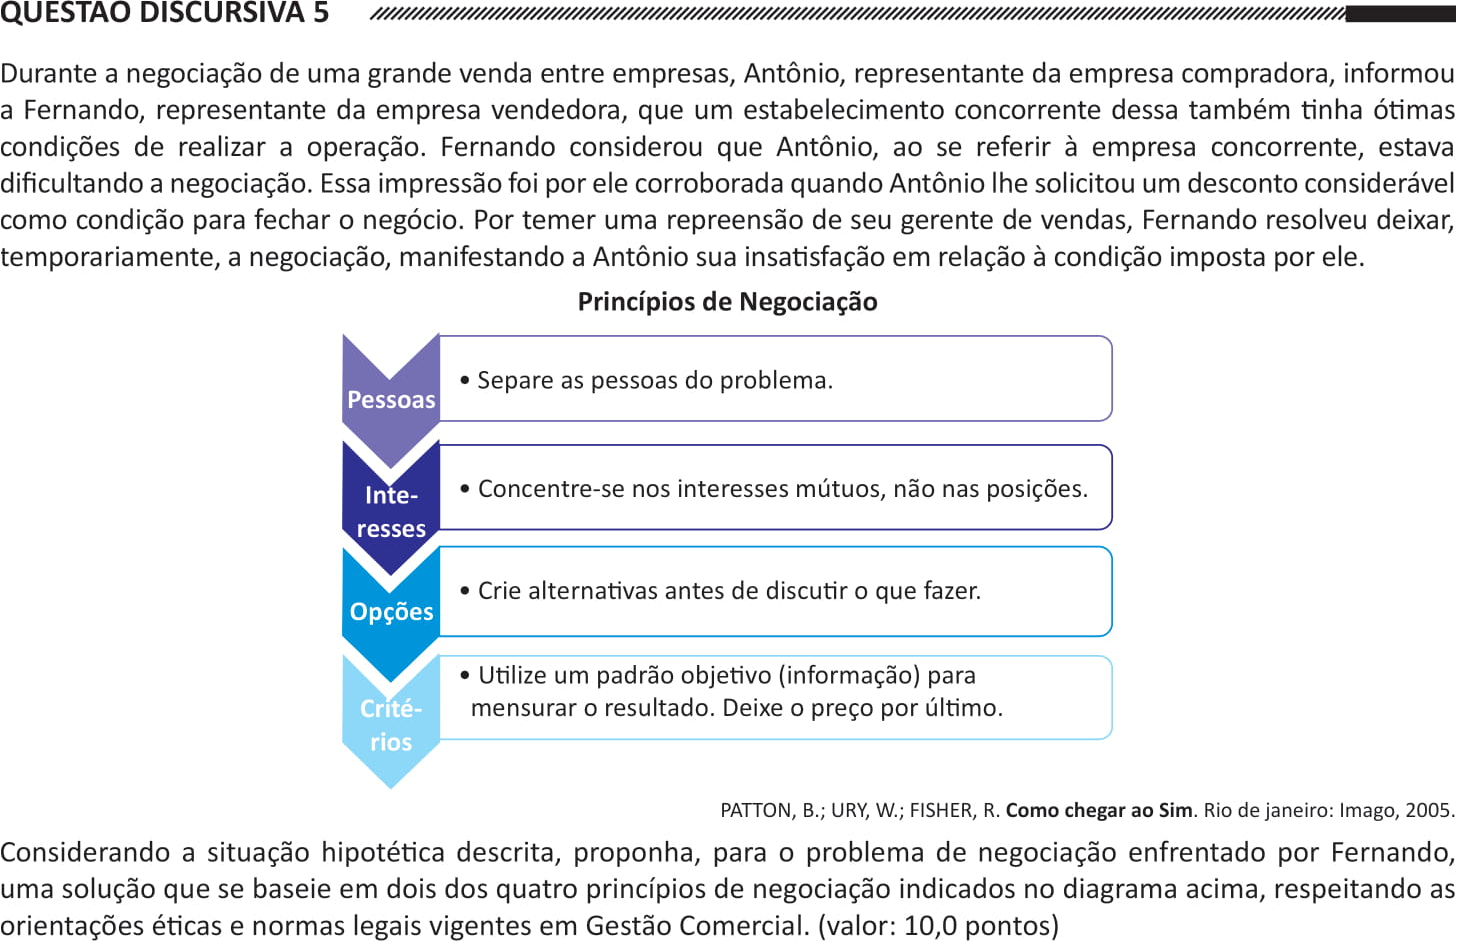 QUESTÃO DISCURSIVA 5
Durante a negociação de uma grande venda entre empresas, Antônio, representante da empresa compradora, informou
a Fernando, representante da empresa vendedora, que um estabelecimento concorrente dessa também tinha ótimas
condições de realizar a operação. Fernando considerou que Antônio, ao se referir à empresa concorrente, estava
dificultando a negociação. Essa impressão foi por ele corroborada quando Antônio lhe solicitou um desconto considerável
como condição para fechar o negócio. Por temer uma repreensão de seu gerente de vendas, Fernando resolveu deixar,
temporariamente, a negociação, manifestando a Antônio sua insatisfação em relação à condição imposta por ele.
Princípios de Negociação
Pessoas
• Separe as pessoas do problema.
Inte-
resses
• Concentre-se nos interesses mútuos, não nas posições.
Opções
• Crie alternativas antes de discutir o que fazer.
Crité-
rios
• Utilize um padrão objetivo (informação) para
mensurar o resultado. Deixe o preço por último.
PATTON, B.; URY, W.; FISHER, R. Como chegar ao Sim. Rio de janeiro: Imago, 2005.
Considerando a situação hipotética descrita, proponha, para o problema de negociação enfrentado por Fernando,
uma solução que se baseie em dois dos quatro princípios de negociação indicados no diagrama acima, respeitando as
orientações éticas e normas legais vigentes em Gestão Comercial. (valor: 10,0 pontos)